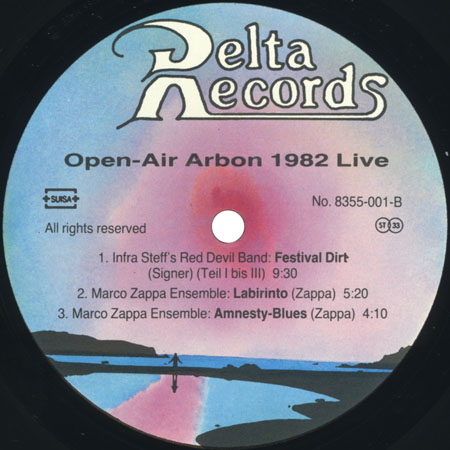 Delta
Records
Open-Air Arbon 1982 Live
SUISA
No. 8355-001-B
All rights reserved
ST 33
1. Infra Steff's Red Devil Band: Festival Dirt
(Signer) (Teil I bis III) 9:30
2. Marco Zappa Ensemble: Labirinto (Zappa) 5:20
3. Marco Zappa Ensemble: Amnesty-Blues (Zappa) 4:10